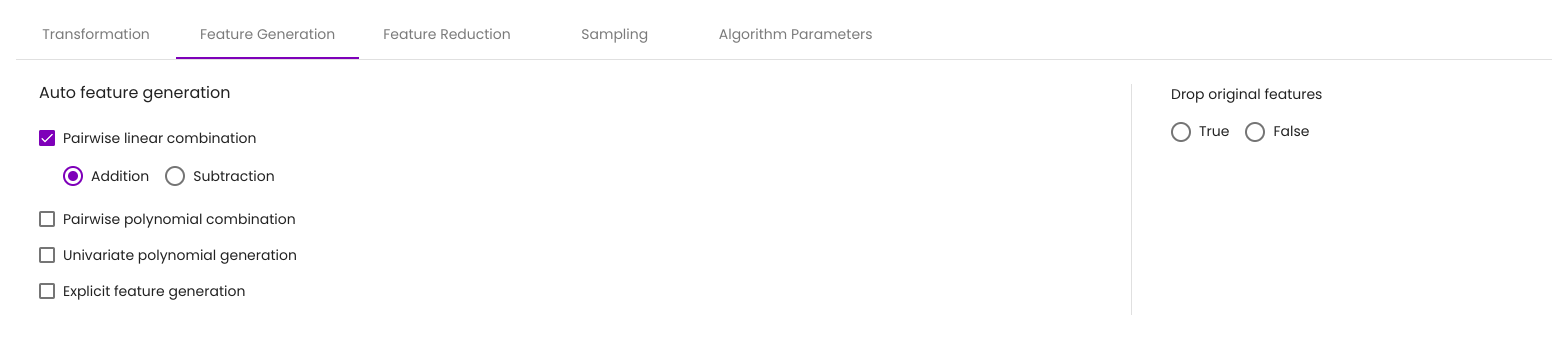 Transformation Feature Generation Feature Reduction Sampling Algorithm Parameters
Auto feature generation
Pairwise linear combination
Addition Subtraction
Pairwise polynomial combination
Univariate polynomial generation
Explicit feature generation
Drop original features
True False